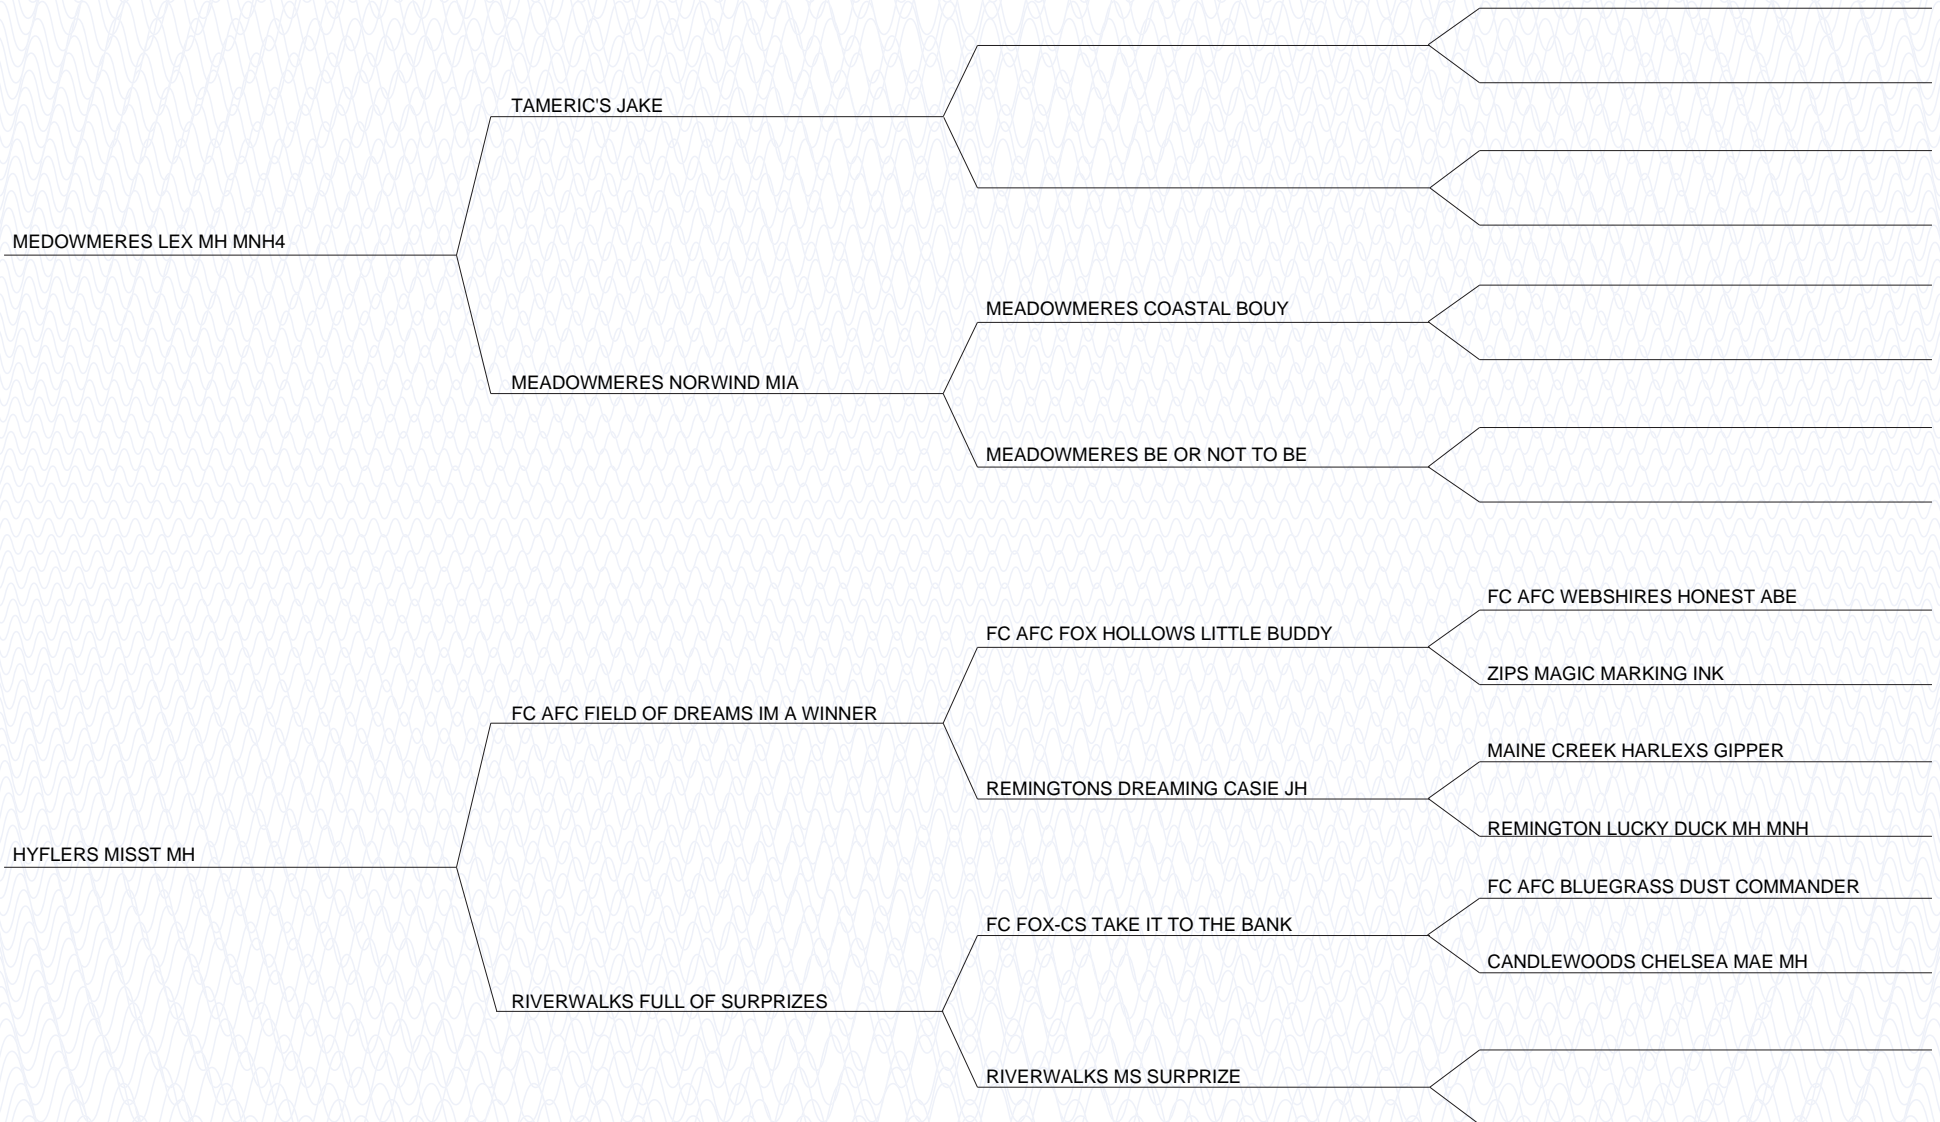 TAMERIC'S JAKE
MEDOWMERES LEX MH MNH4
MEADOWMERES COASTAL BOUY
MEADOWMERES NORWIND MIA
MEADOWMERES BE OR NOT TO BE
FC AFC WEBSHIRES HONEST ABE
FC AFC FOX HOLLOWS LITTLE BUDDY
ZIPS MAGIC MARKING INK
FC AFC FIELD OF DREAMS IM A WINNER
MAINE CREEK HARLEXS GIPPER
REMINGTONS DREAMING CASIE JH
REMINGTON LUCKY DUCK MH MNH
HYFLERS MISST MH
FC AFC BLUEGRASS DUST COMMANDER
FC FOX-CS TAKE IT TO THE BANK
CANDLEWOODS CHELSEA MAE MH
RIVERWALKS FULL OF SURPRIZES
RIVERWALKS MS SURPRIZE